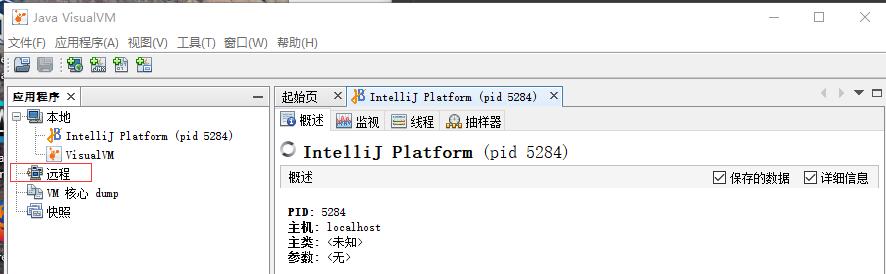 Java VisualVM
文件(F) 应用程序(A) 视图(V) 工具(T) 窗口(W) 帮助(H)
应用程序
起始页 IntelliJ Platform (pid 5284)
本地
IntelliJ Platform (pid 5284)
VisualVM
远程
VM 核心 dump
快照
概述 监视 线程 抽样器
IntelliJ Platform (pid 5284)
概述 保存的数据 详细信息
PID: 5284
主机: localhost
主类: <未知>
参数: <无>